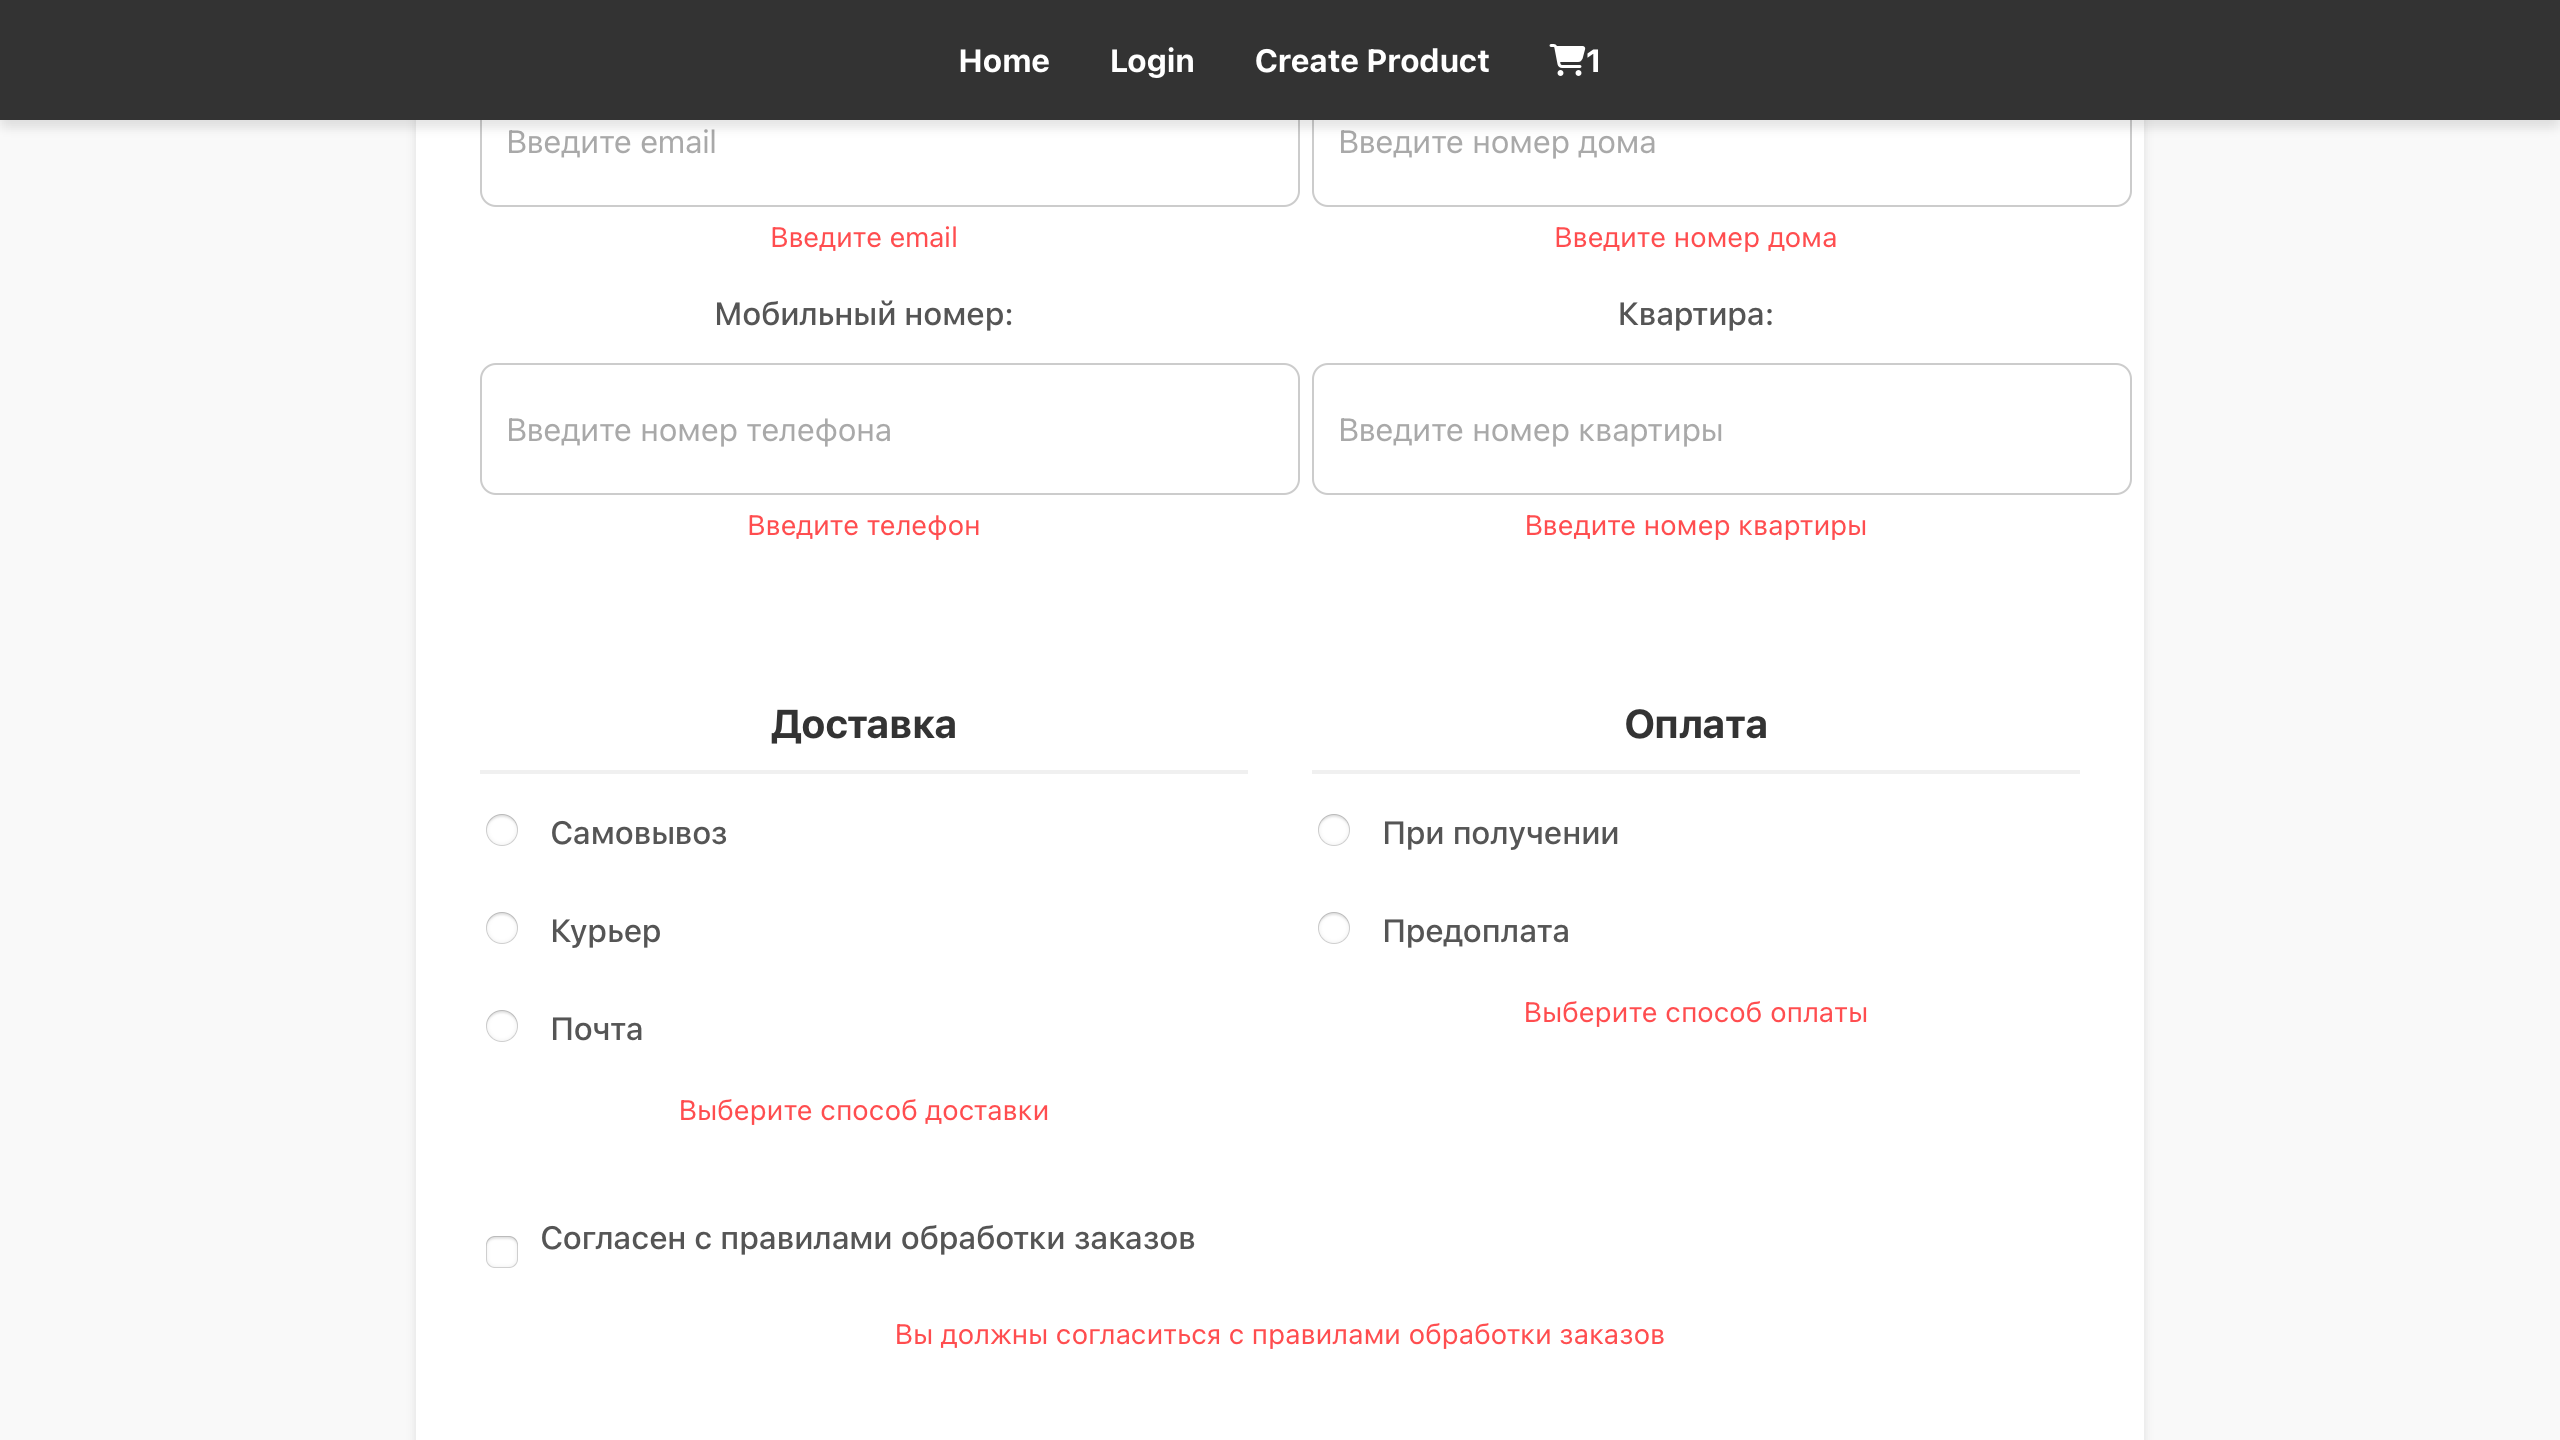 Home Login Create Product 1
Введите email
Введите номер дома
Введите email
Введите номер дома
Мобильный номер:
Квартира:
Введите номер телефона
Введите номер квартиры
Введите телефон
Введите номер квартиры
Доставка
Самовывоз
Курьер
Почта
Выберите способ доставки
Оплата
При получении
Предоплата
Выберите способ оплаты
Согласен с правилами обработки заказов
Вы должны согласиться с правилами обработки заказов